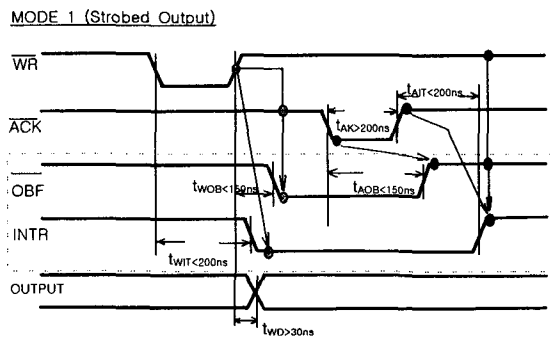 MODE 1 (Strobed Output)
WR
ACK
tAIT<200ns
tAK>200ns
OBF
tWOB<150ns
tAOB<150ns
INTR
tWIT<200ns
OUTPUT
tWD>30ns